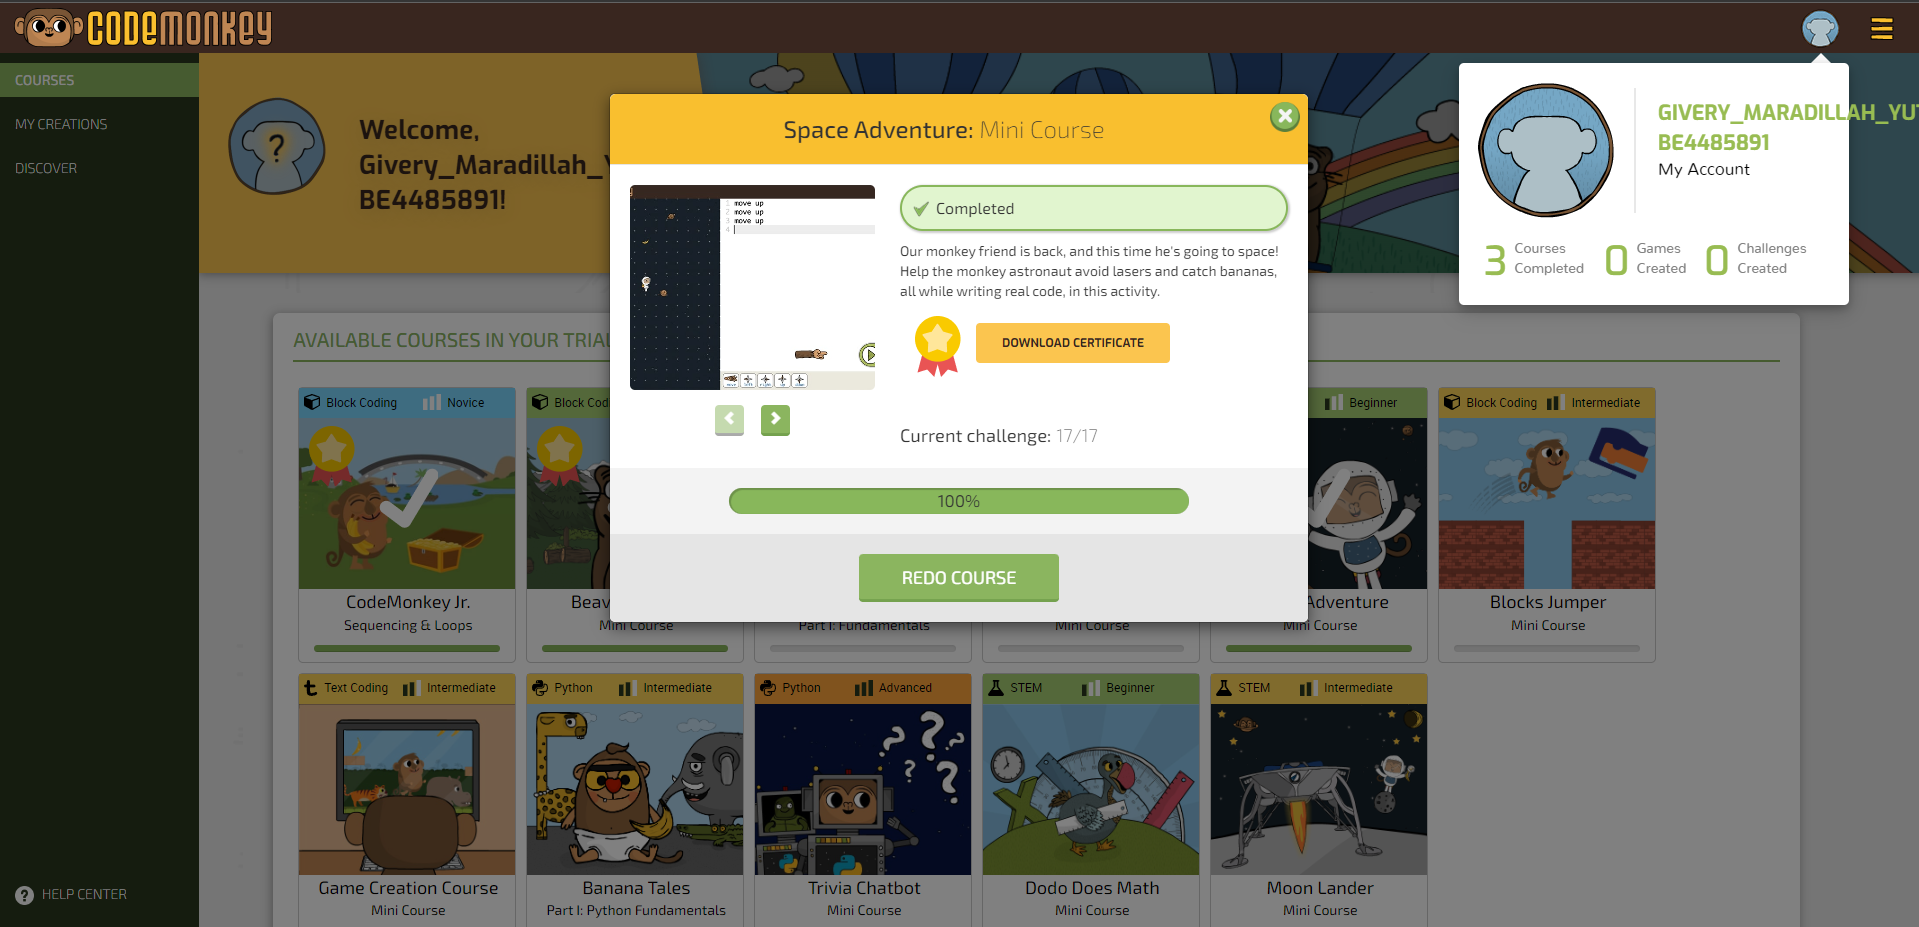 CODEMONKEY
COURSES
MY CREATIONS
DISCOVER
HELP CENTER
?
Welcome,
Givery_Maradillah_
BE4485891!
GIVERY_MARADILLAH_YU
BE4485891
My Account
3 Courses Completed
0 Games Created
0 Challenges Created
Space Adventure: Mini Course
1 move up
2 move up
3 move up
4
Completed
Our monkey friend is back, and this time he's going to space!
Help the monkey astronaut avoid lasers and catch bananas,
all while writing real code, in this activity.
DOWNLOAD CERTIFICATE
Current challenge: 17/17
100%
REDO COURSE
AVAILABLE COURSES IN YOUR TRIA
Block Coding Novice
CodeMonkey Jr.
Sequencing & Loops
Block Cod
Beav
Mini Course
Part I: Fundamentals
Mini Course
Beginner
Adventure
Mini Course
Block Coding Intermediate
Blocks Jumper
Mini Course
Text Coding Intermediate
Game Creation Course
Mini Course
Python Intermediate
Banana Tales
Part I: Python Fundamentals
Python Advanced
? ? ? ?
Trivia Chatbot
Mini Course
STEM Beginner
Dodo Does Math
Mini Course
STEM Intermediate
Moon Lander
Mini Course